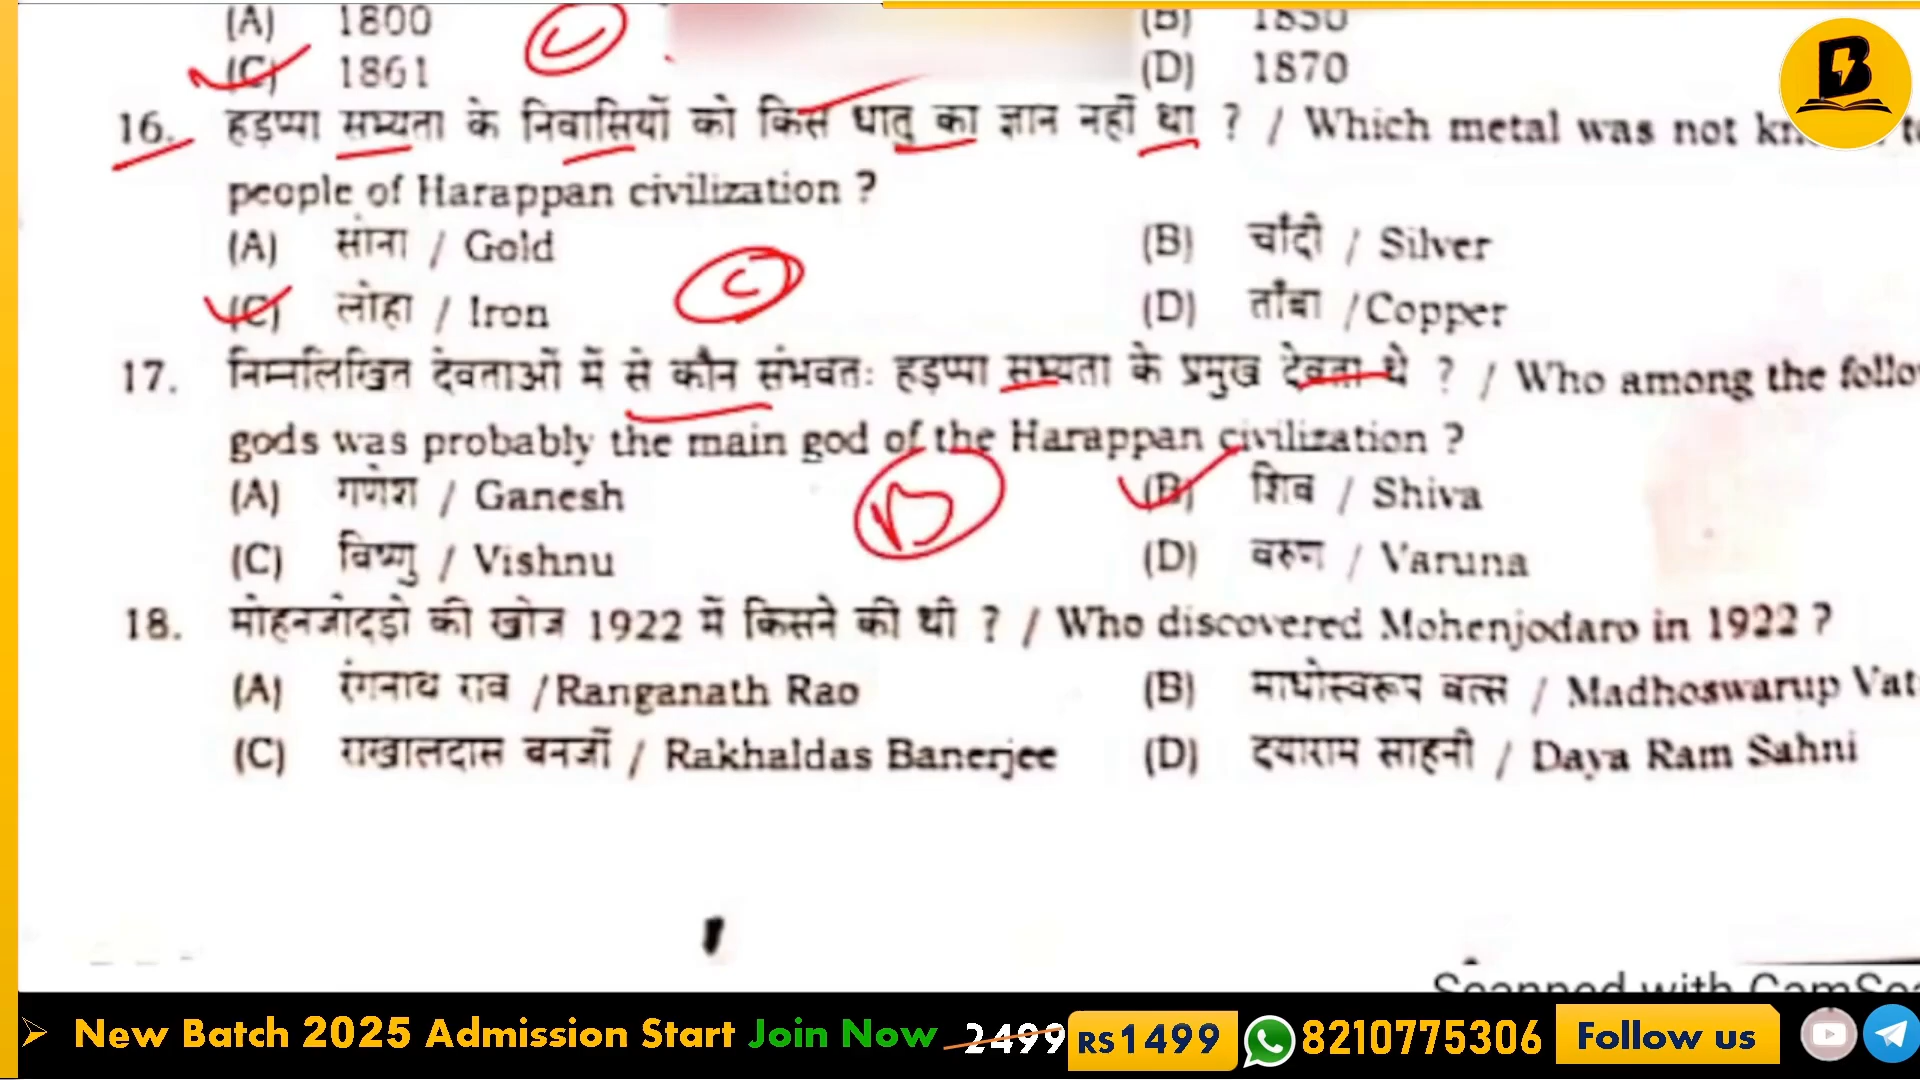 (A) 1800 (B) 1850
(C) 1861 (D) 1870
16. हड़प्पा सभ्यता के निवासियों को किस धातु का ज्ञान नहीं था ? / Which metal was not
people of Harappan civilization ?
(A) सोना / Gold (B) चाँदी / Silver
(C) लोहा / Iron C (D) ताँबा /Copper
17. निम्नलिखित देवताओं में से कौन संभवतः हड़प्पा सभ्यता के प्रमुख देवता थे ? / Who among the
gods was probably the main god of the Harappan civilization ?
(A) गणेश / Ganesh B (B) शिव / Shiva
(C) विष्णु / Vishnu (D) वरुण / Varuna
18. मोहनजोदड़ो की खोज 1922 में किसने की थी ? / Who discovered Mohenjodaro in 1922 ?
(A) रंगनाथ राव /Ranganath Rao (B) माधोस्वरूप वत्स / Madhoswarup
(C) राखालदास बनर्जी / Rakhaldas Banerjee (D) दयाराम साहनी / Daya Ram Sahni
Scanned with
New Batch 2025 Admission Start Join Now 2499 RS1499 8210775306 Follow us